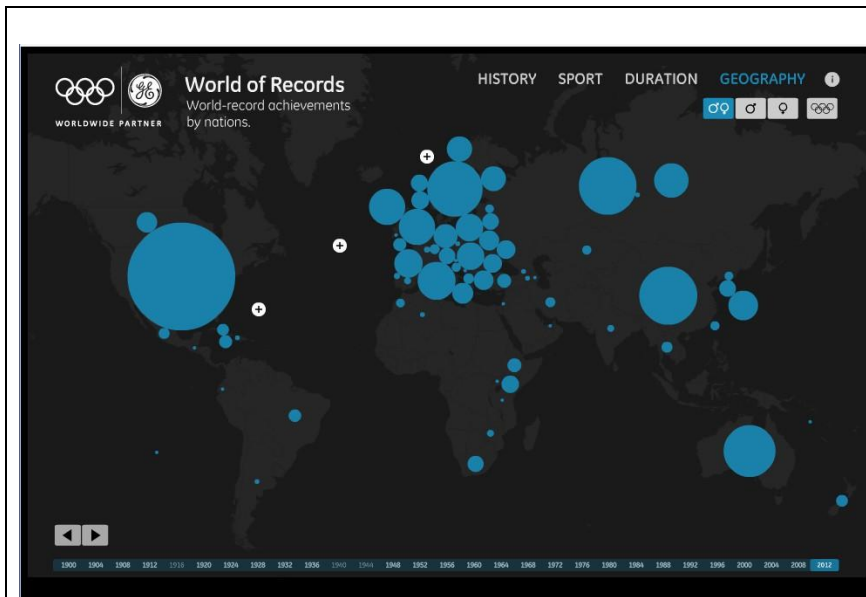 World of Records
World-record achievements
by nations.
WORLDWIDE PARTNER
HISTORY SPORT DURATION GEOGRAPHY i
1900 1904 1908 1912 1916 1920 1924 1928 1932 1936 1940 1944 1948 1952 1956 1960 1964 1968 1972 1976 1980 1984 1988 1992 1996 2000 2004 2008 2012